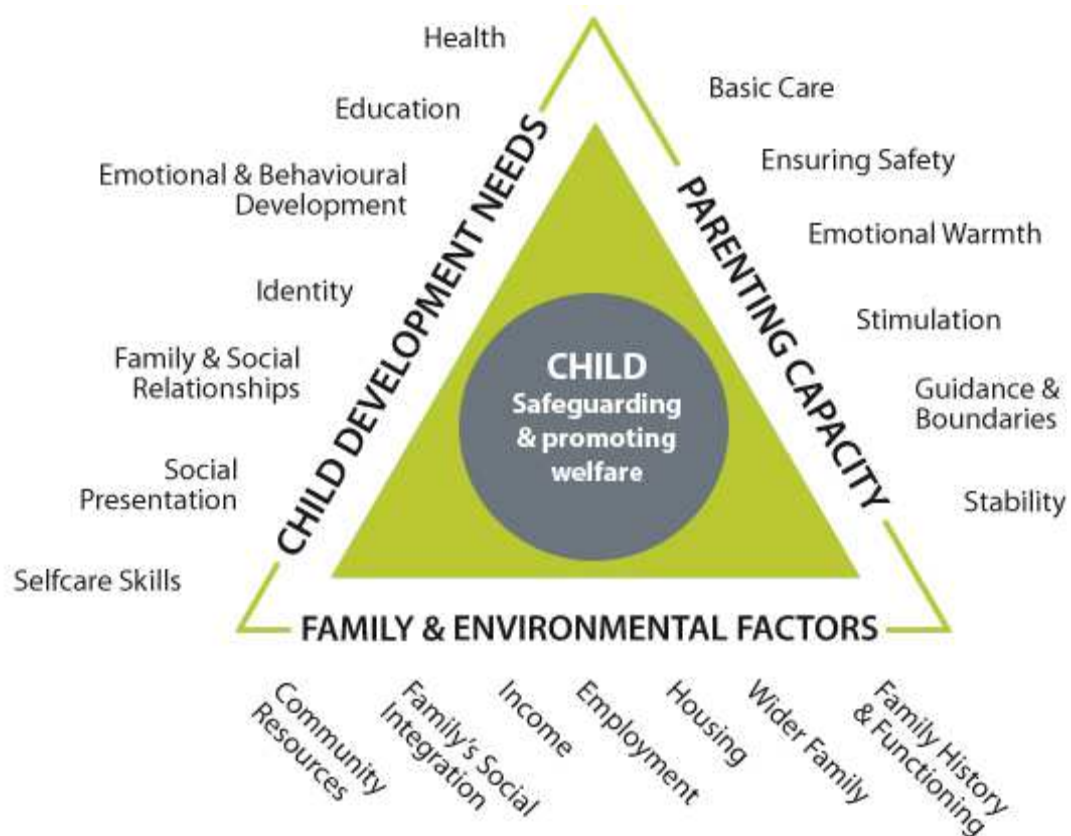 Health
Education
Emotional & Behavioural
Development
Identity
Family & Social
Relationships
Social
Presentation
Selfcare Skills
CHILD DEVELOPMENT NEEDS
Basic Care
Ensuring Safety
Emotional Warmth
Stimulation
Guidance &
Boundaries
Stability
PARENTING CAPACITY
CHILD
Safeguarding
& promoting
welfare
FAMILY & ENVIRONMENTAL FACTORS
Community
Resources
Family's Social
Integration
Income
Employment
Housing
Wider Family
Family History
& Functioning